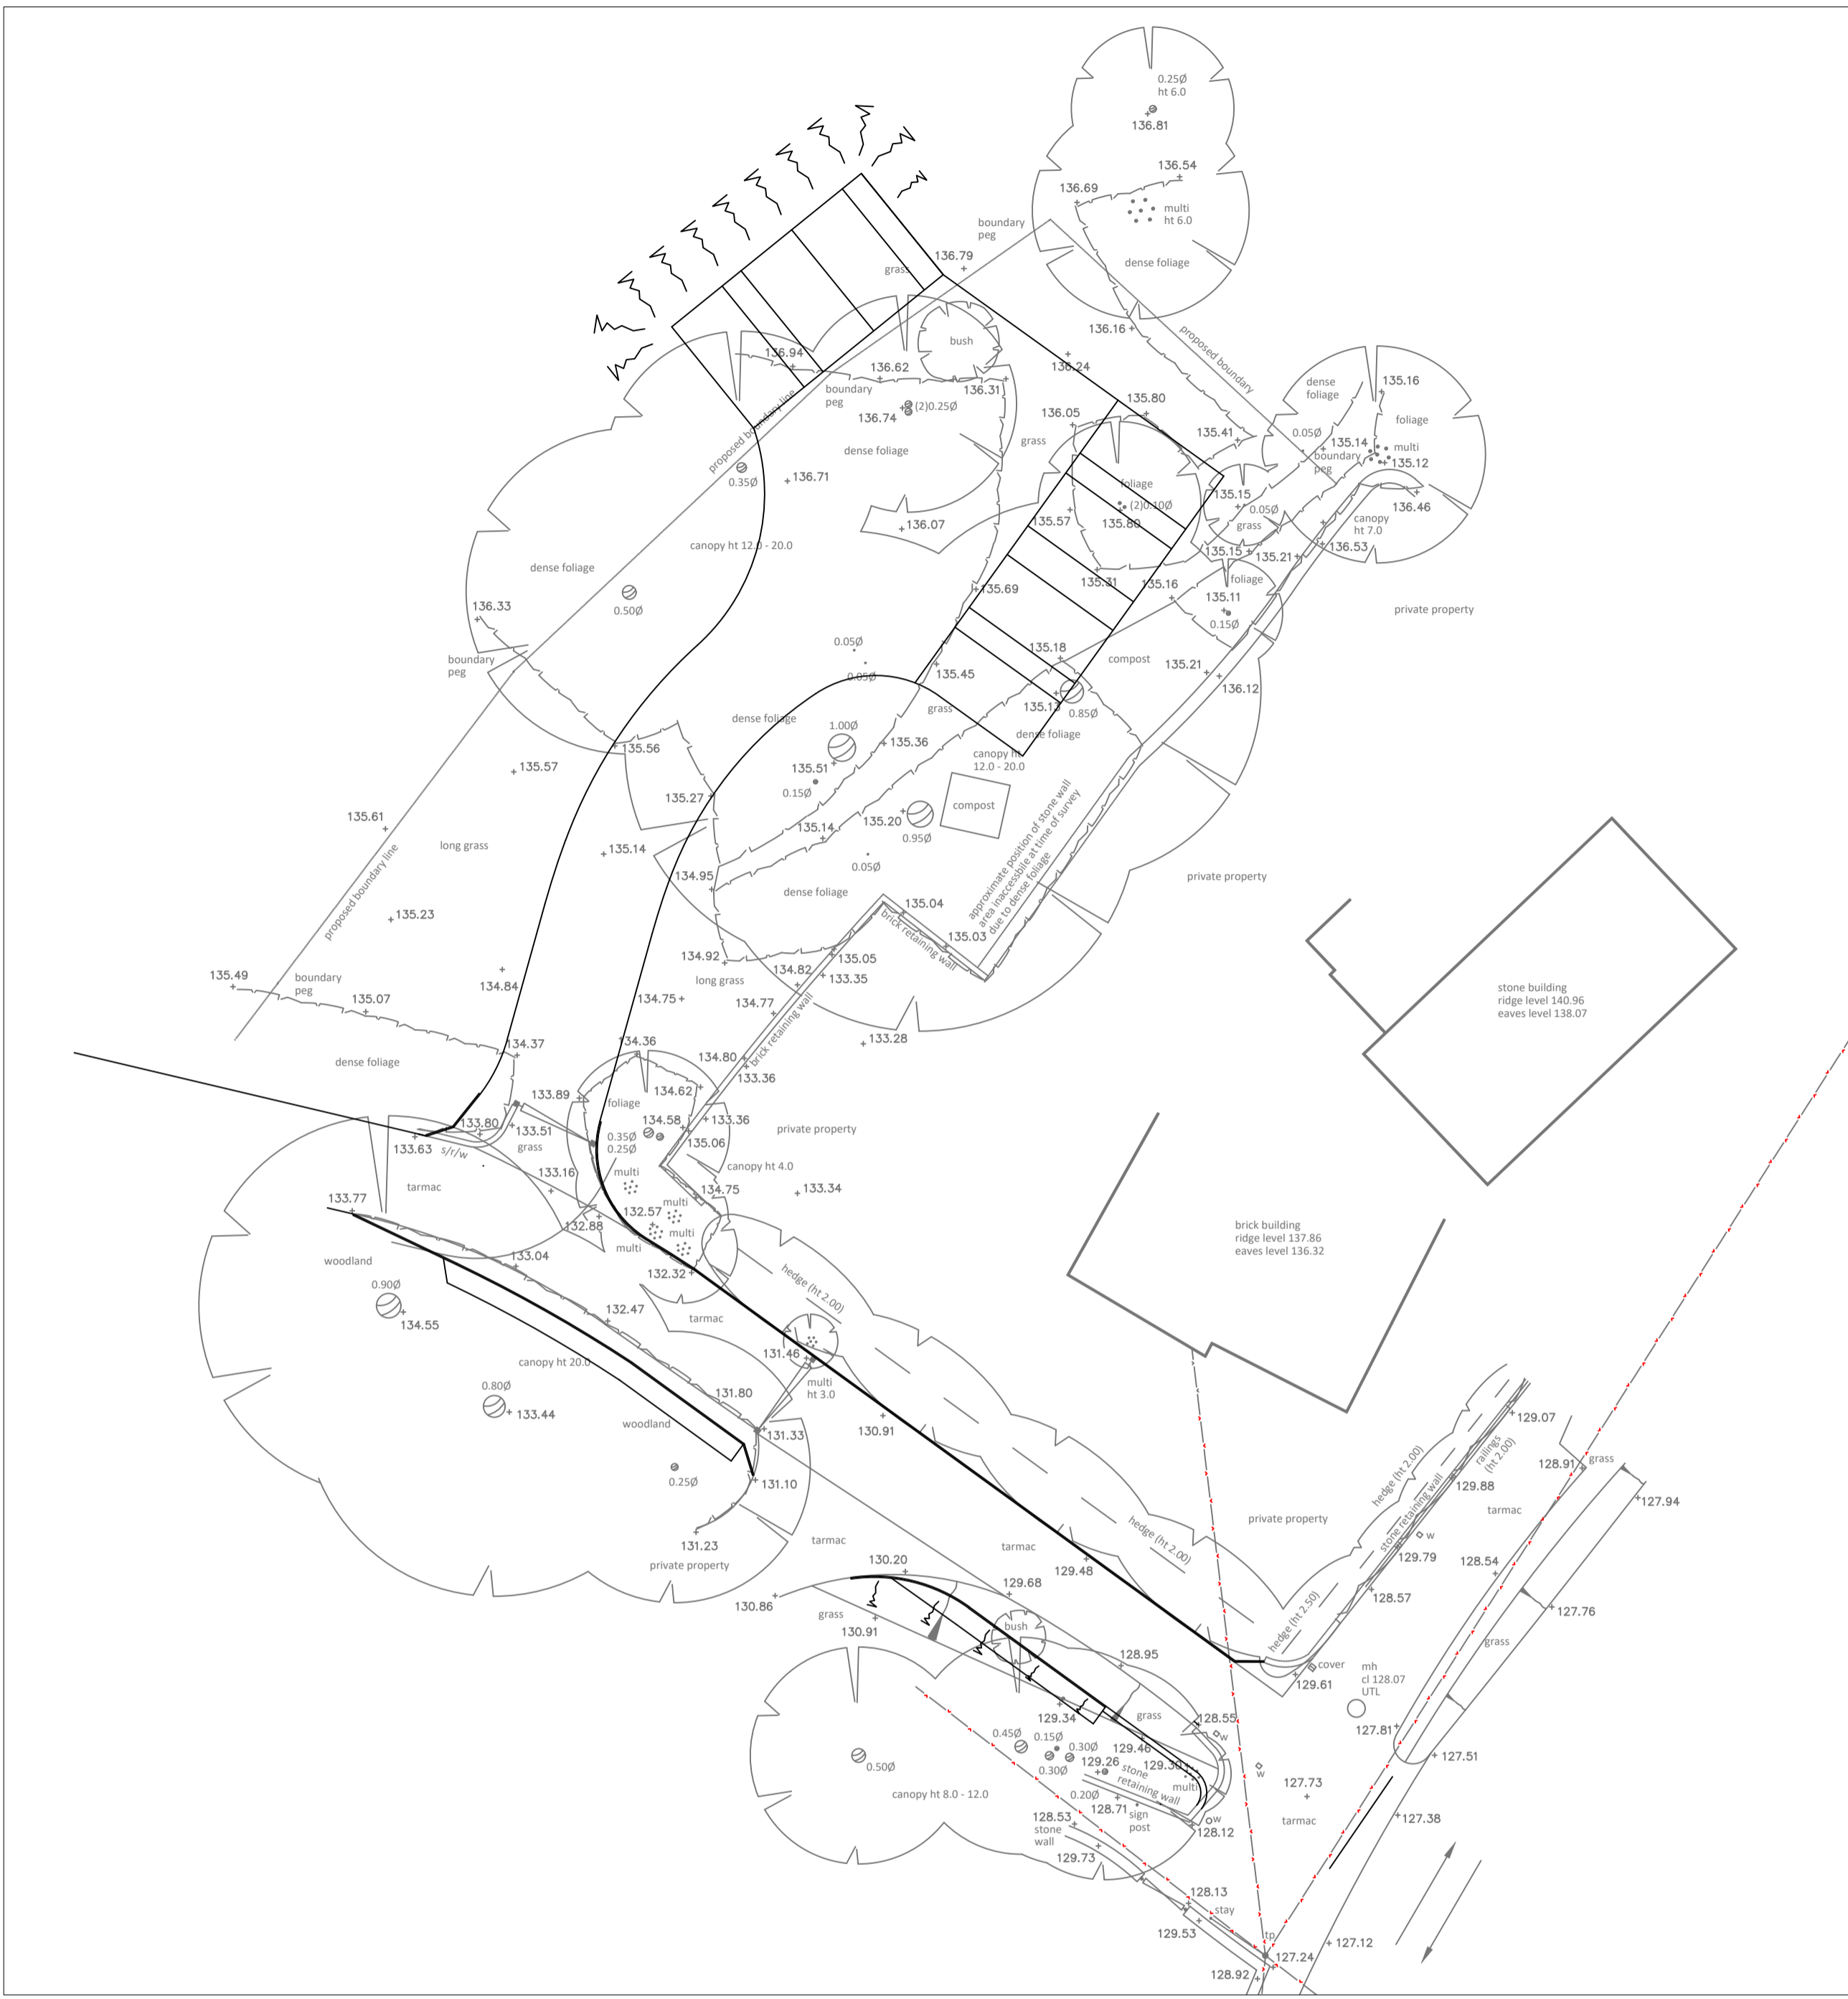 0.25Ø
ht 6.0
136.81
136.54
136.69
multi
ht 6.0
boundary
peg
dense foliage
136.79
grass
136.16
proposed boundary
bush
136.94
136.62
136.24
boundary
peg
136.31
136.74
(2)0.25Ø
136.05
135.80
dense
foliage
135.16
foliage
proposed boundary line
dense foliage
grass
135.41
0.05Ø
135.14
boundary
peg
multi
135.12
0.35Ø
136.71
foliage
(2)0.10Ø
135.15
0.05Ø
136.46
136.07
135.57
135.80
grass
canopy
ht 7.0
136.53
canopy ht 12.0 - 20.0
135.15
135.21
dense foliage
135.31
135.16
foliage
135.69
135.11
0.15Ø
private property
136.33
0.50Ø
0.05Ø
0.05Ø
boundary
peg
135.18
compost
135.45
135.21
136.12
135.13
0.85Ø
dense foliage
grass
1.00Ø
135.56
135.36
dense foliage
canopy ht
12.0 - 20.0
135.57
135.51
0.15Ø
135.27
135.61
compost
135.20
0.95Ø
135.14
long grass
135.14
0.05Ø
approximate position of stone wall
area inaccessbile at time of survey
due to dense foliage
134.95
dense foliage
private property
proposed boundary line
135.23
135.04
brick retaining wall
135.03
134.92
135.05
134.82
133.35
135.49
boundary
peg
134.84
long grass
135.07
134.75
134.77
brick retaining wall
stone building
ridge level 140.96
eaves level 138.07
134.37
134.36
133.28
dense foliage
134.80
133.36
133.89
134.62
foliage
133.80
133.51
134.58
133.36
private property
133.63
s/r/w
grass
0.35Ø
0.25Ø
135.06
133.16
multi
canopy ht 4.0
tarmac
134.75
133.34
133.77
multi
132.57
132.88
multi
multi
brick building
ridge level 137.86
eaves level 136.32
133.04
woodland
132.32
hedge (ht 2.00)
0.90Ø
134.55
132.47
tarmac
131.46
canopy ht 20.0
multi
ht 3.0
0.80Ø
131.80
133.44
woodland
131.33
130.91
129.07
0.25Ø
131.10
hedge (ht 2.00)
railings
(ht 2.00)
128.91
grass
129.88
127.94
stone retaining wall
tarmac
131.23
tarmac
private property
hedge (ht 2.00)
w
private property
tarmac
130.20
129.48
129.79
128.54
130.86
129.68
128.57
127.76
grass
130.91
bush
hedge (ht 2.50)
grass
128.95
cover
mh
cl 128.07
UTL
129.61
129.34
grass
128.55
w
127.81
0.45Ø
0.15Ø
0.30Ø
129.46
127.51
0.50Ø
0.30Ø
129.26
129.30
w
stone
retaining wall
multi
127.73
canopy ht 8.0 - 12.0
0.20Ø
128.71
sign
post
128.53
w
127.38
stone
wall
128.12
tarmac
129.73
128.13
stay
129.53
tp
127.12
127.24
128.92